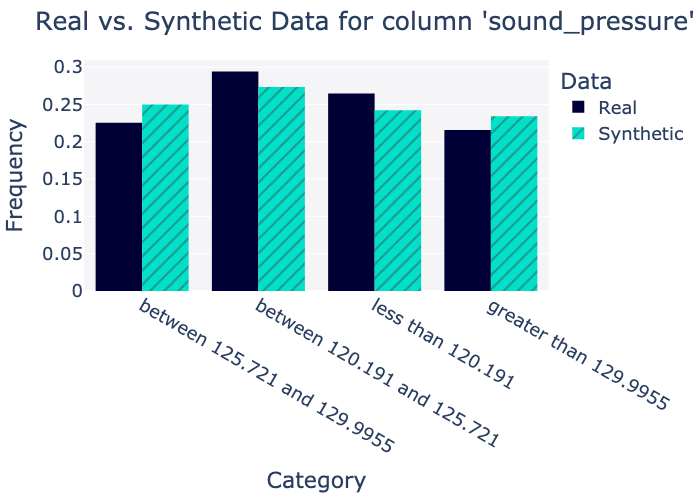 Real vs. Synthetic Data for column 'sound_pressure'
Data
Real
Synthetic
Frequency
0.3
0.25
0.2
0.15
0.1
0.05
0
between 125.721 and 129.9955
between 120.191 and 125.721
less than 120.191
greater than 129.9955
Category